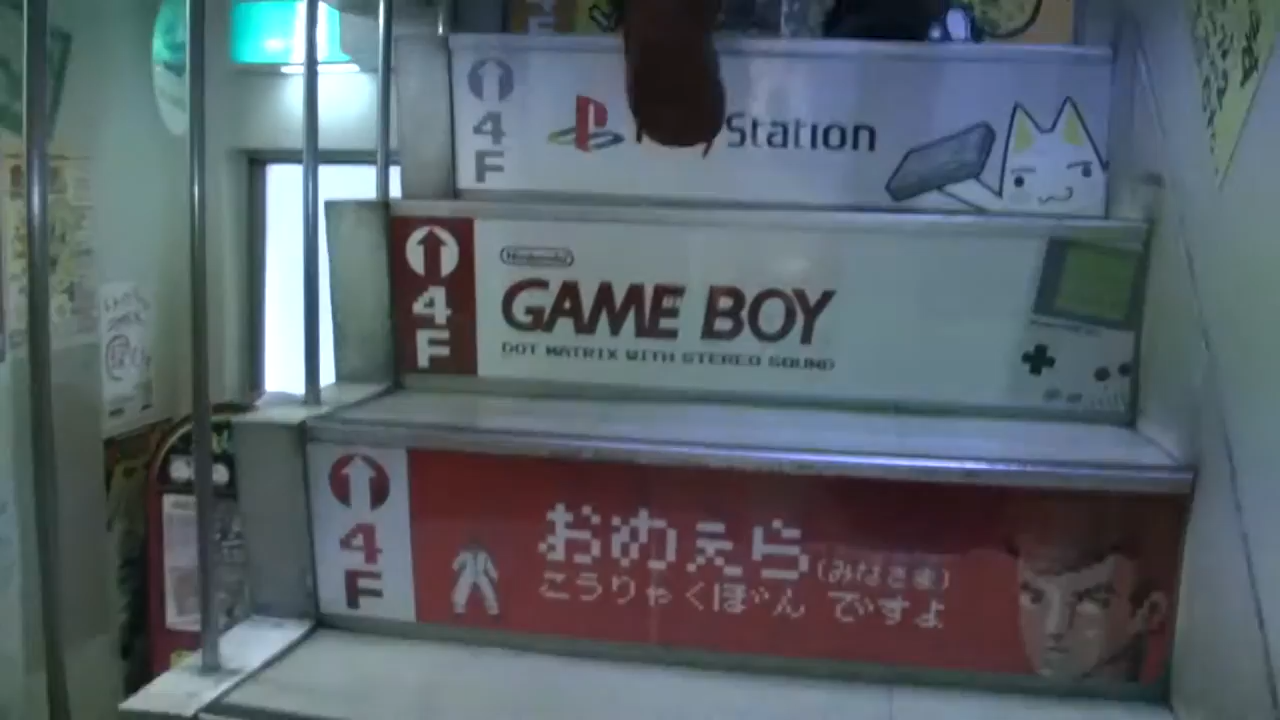 4F
PlayStation
4F
Nintendo
GAME BOY
DOT MATRIX WITH STEREO SOUND
4F
おめえら(みなさま)
こうりゃくぼん ですよ